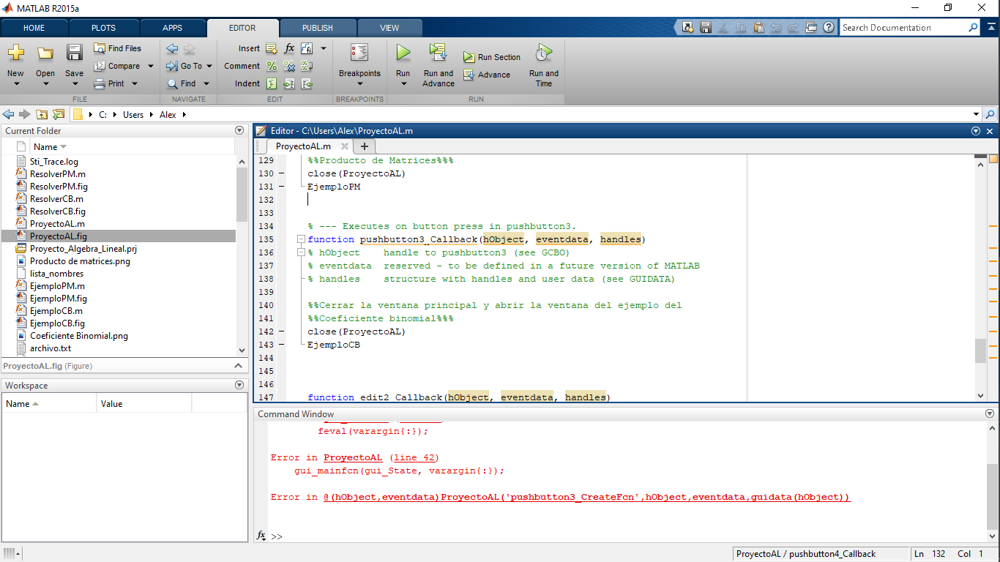 MATLAB R2015a
HOME PLOTS APPS EDITOR PUBLISH VIEW
Search Documentation
New Open Save
Find Files
Compare
Print
Go To
Find
Insert
Comment
Indent
Breakpoints
Run
Run and Advance
Run Section
Advance
Run and Time
FILE NAVIGATE EDIT BREAKPOINTS RUN
C: Users Alex
Current Folder
Name
Sti_Trace.log
ResolverPM.m
ResolverPM.fig
ResolverCB.m
ResolverCB.fig
ProyectoAL.m
ProyectoAL.fig
Proyecto_Algebra_Lineal.prj
Producto de matrices.png
lista_nombres
EjemploPM.m
EjemploPM.fig
EjemploCB.m
EjemploCB.fig
Coeficiente Binomial.png
archivo.txt
ProyectoAL.fig (Figure)
Workspace
Name Value
Editor - C:\Users\Alex\ProyectoAL.m
ProyectoAL.m
129 %%Producto de Matrices%%%
130 close(ProyectoAL)
131 EjemploPM
132
133
134 % --- Executes on button press in pushbutton3.
135 function pushbutton3_Callback(hObject, eventdata, handles)
136 % hObject    handle to pushbutton3 (see GCBO)
137 % eventdata  reserved - to be defined in a future version of MATLAB
138 % handles    structure with handles and user data (see GUIDATA)
139
140 %%Cerrar la ventana principal y abrir la ventana del ejemplo del
141 %%Coeficiente binomial%%%
142 close(ProyectoAL)
143 EjemploCB
144
145
146
147 function edit2_Callback(hObject, eventdata, handles)
Command Window
feval(varargin{:});
Error in ProyectoAL (line 42)
gui_mainfcn(gui_State, varargin{:});
Error in @(hObject,eventdata)ProyectoAL('pushbutton3_CreateFcn',hObject,eventdata,guidata(hObject))
fx >>
ProyectoAL / pushbutton4_Callback
Ln 132 Col 1